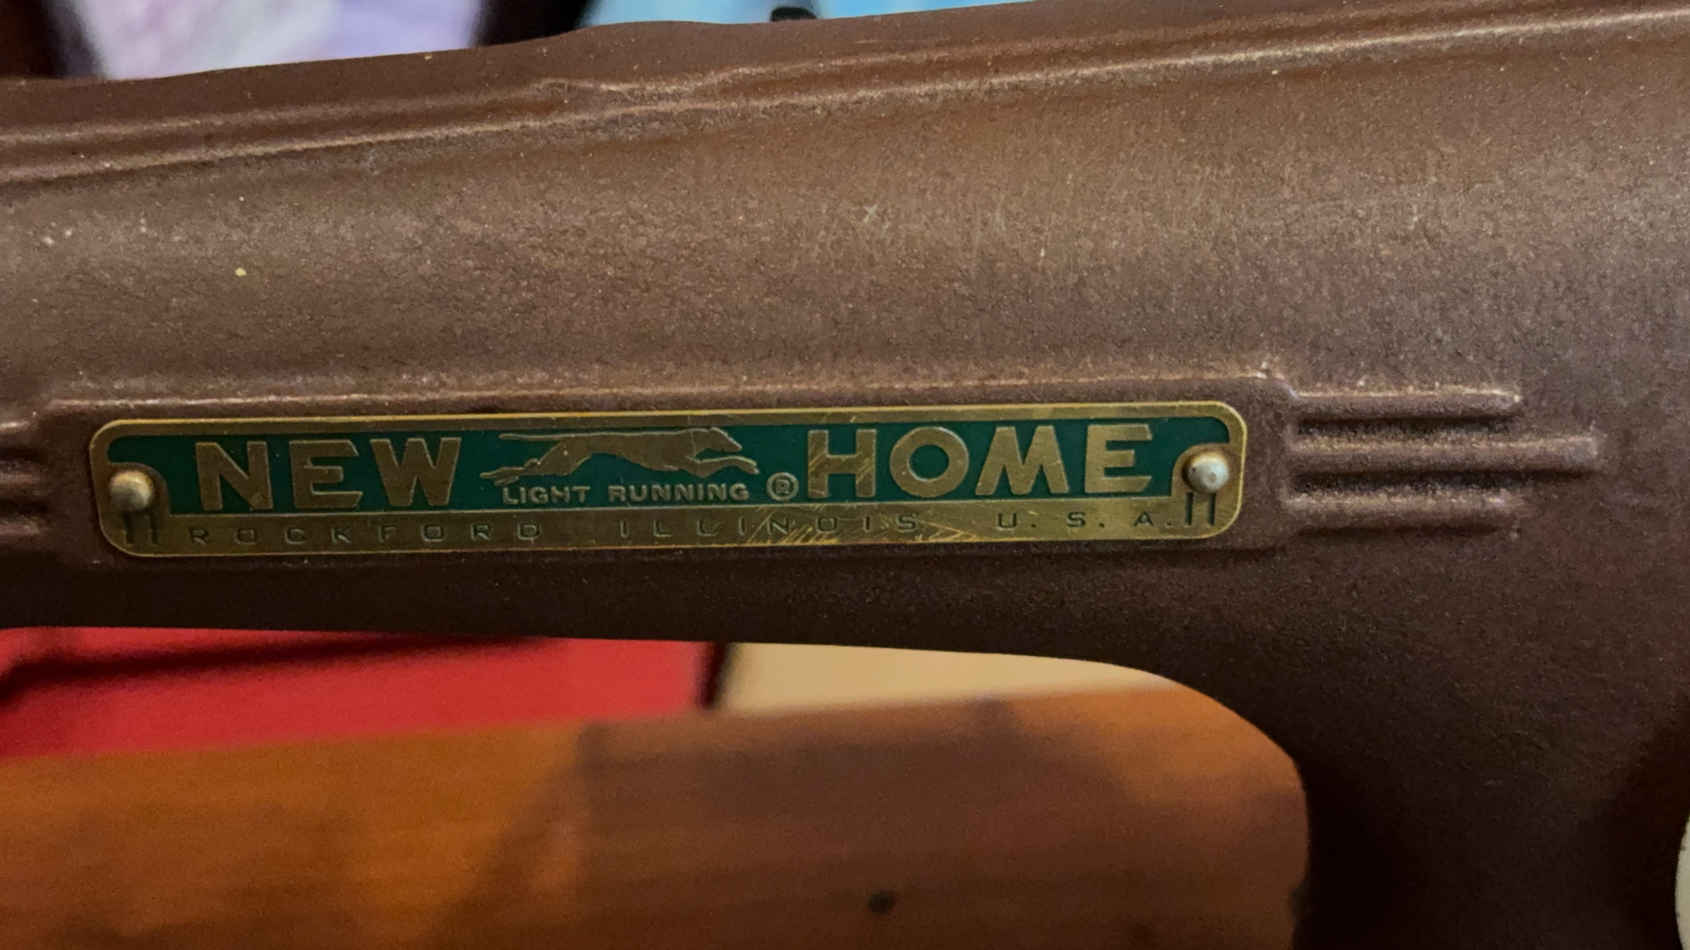 NEW HOME
LIGHT RUNNING ®
ROCKFORD ILLINOIS U.S.A.